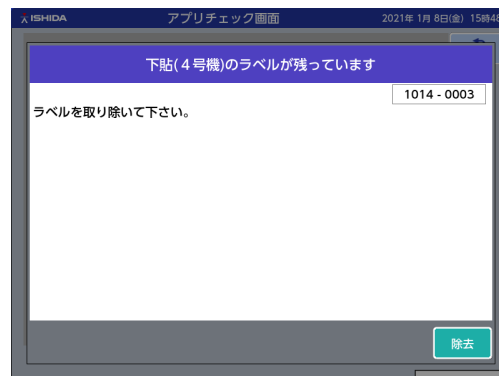 ISHIDA アプリチェック画面 2021年 1月 8日(金) 15時48
下貼(４号機)のラベルが残っています
1014 - 0003
ラベルを取り除いて下さい。
除去